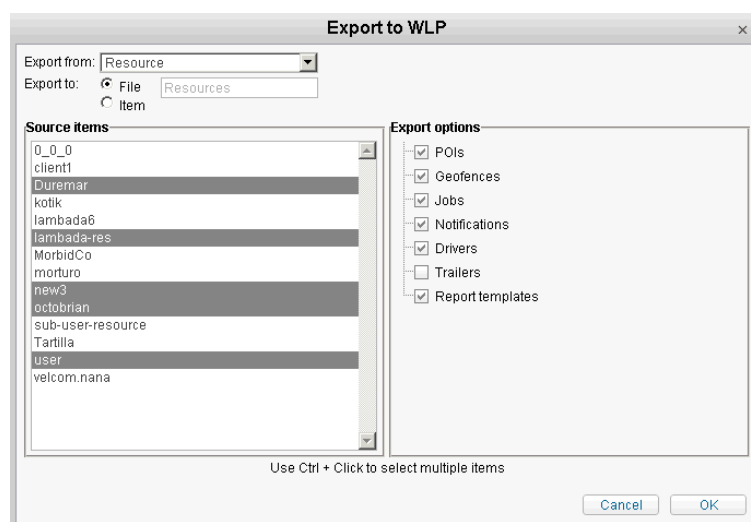 Export to WLP
Export from: Resource
Export to: File Resources
Item
Source items
0_0_0
client1
Duremar
kotik
lambada6
lambada-res
MorbidCo
morturo
new3
octobrian
sub-user-resource
Tartilla
user
velcom.nana
Export options
POIs
Geofences
Jobs
Notifications
Drivers
Trailers
Report templates
Use Ctrl + Click to select multiple items
Cancel OK